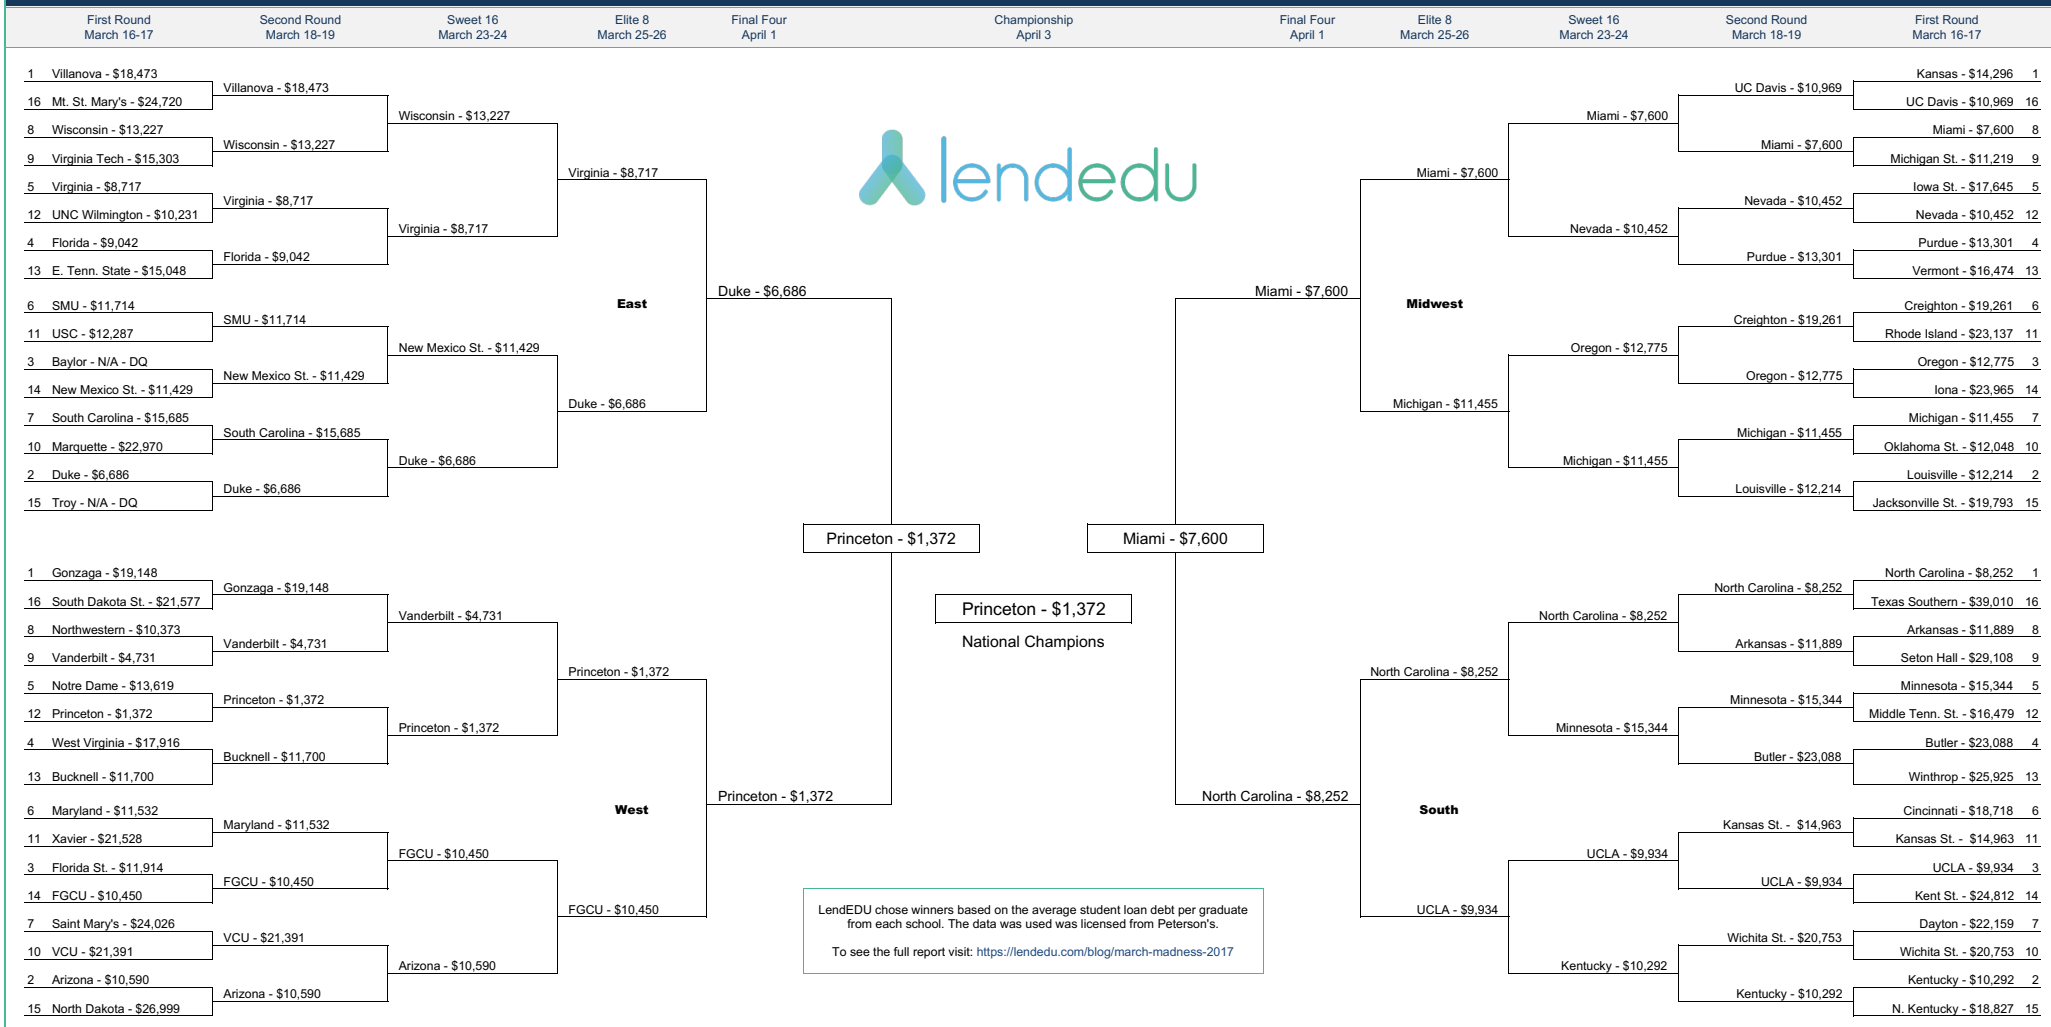 First Round
March 16-17
Second Round
March 18-19
Sweet 16
March 23-24
Elite 8
March 25-26
Final Four
April 1
Championship
April 3
Final Four
April 1
Elite 8
March 25-26
Sweet 16
March 23-24
Second Round
March 18-19
First Round
March 16-17
1 Villanova - $18,473
16 Mt. St. Mary's - $24,720
8 Wisconsin - $13,227
9 Virginia Tech - $15,303
5 Virginia - $8,717
12 UNC Wilmington - $10,231
4 Florida - $9,042
13 E. Tenn. State - $15,048
6 SMU - $11,714
11 USC - $12,287
3 Baylor - N/A - DQ
14 New Mexico St. - $11,429
7 South Carolina - $15,685
10 Marquette - $22,970
2 Duke - $6,686
15 Troy - N/A - DQ
Villanova - $18,473
Wisconsin - $13,227
Virginia - $8,717
Florida - $9,042
SMU - $11,714
New Mexico St. - $11,429
South Carolina - $15,685
Duke - $6,686
Wisconsin - $13,227
Virginia - $8,717
New Mexico St. - $11,429
Duke - $6,686
Virginia - $8,717
Duke - $6,686
East
Duke - $6,686
1 Gonzaga - $19,148
16 South Dakota St. - $21,577
8 Northwestern - $10,373
9 Vanderbilt - $4,731
5 Notre Dame - $13,619
12 Princeton - $1,372
4 West Virginia - $17,916
13 Bucknell - $11,700
6 Maryland - $11,532
11 Xavier - $21,528
3 Florida St. - $11,914
14 FGCU - $10,450
7 Saint Mary's - $24,026
10 VCU - $21,391
2 Arizona - $10,590
15 North Dakota - $26,999
Gonzaga - $19,148
Vanderbilt - $4,731
Princeton - $1,372
Bucknell - $11,700
Maryland - $11,532
FGCU - $10,450
VCU - $21,391
Arizona - $10,590
Vanderbilt - $4,731
Princeton - $1,372
FGCU - $10,450
Arizona - $10,590
Princeton - $1,372
FGCU - $10,450
West
Princeton - $1,372
lendedu
Princeton - $1,372
Miami - $7,600
Princeton - $1,372
National Champions
LendEDU chose winners based on the average student loan debt per graduate
from each school. The data was used was licensed from Peterson's.
To see the full report visit: https://lendedu.com/blog/march-madness-2017
Miami - $7,600
Midwest
Miami - $7,600
Michigan - $11,455
Miami - $7,600
Nevada - $10,452
Oregon - $12,775
Michigan - $11,455
UC Davis - $10,969
Miami - $7,600
Nevada - $10,452
Purdue - $13,301
Creighton - $19,261
Oregon - $12,775
Michigan - $11,455
Louisville - $12,214
Kansas - $14,296 1
UC Davis - $10,969 16
Miami - $7,600 8
Michigan St. - $11,219 9
Iowa St. - $17,645 5
Nevada - $10,452 12
Purdue - $13,301 4
Vermont - $16,474 13
Creighton - $19,261 6
Rhode Island - $23,137 11
Oregon - $12,775 3
Iona - $23,965 14
Michigan - $11,455 7
Oklahoma St. - $12,048 10
Louisville - $12,214 2
Jacksonville St. - $19,793 15
North Carolina - $8,252
South
North Carolina - $8,252
UCLA - $9,934
North Carolina - $8,252
Minnesota - $15,344
UCLA - $9,934
Kentucky - $10,292
North Carolina - $8,252
Arkansas - $11,889
Minnesota - $15,344
Butler - $23,088
Kansas St. - $14,963
UCLA - $9,934
Wichita St. - $20,753
Kentucky - $10,292
North Carolina - $8,252 1
Texas Southern - $39,010 16
Arkansas - $11,889 8
Seton Hall - $29,108 9
Minnesota - $15,344 5
Middle Tenn. St. - $16,479 12
Butler - $23,088 4
Winthrop - $25,925 13
Cincinnati - $18,718 6
Kansas St. - $14,963 11
UCLA - $9,934 3
Kent St. - $24,812 14
Dayton - $22,159 7
Wichita St. - $20,753 10
Kentucky - $10,292 2
N. Kentucky - $18,827 15